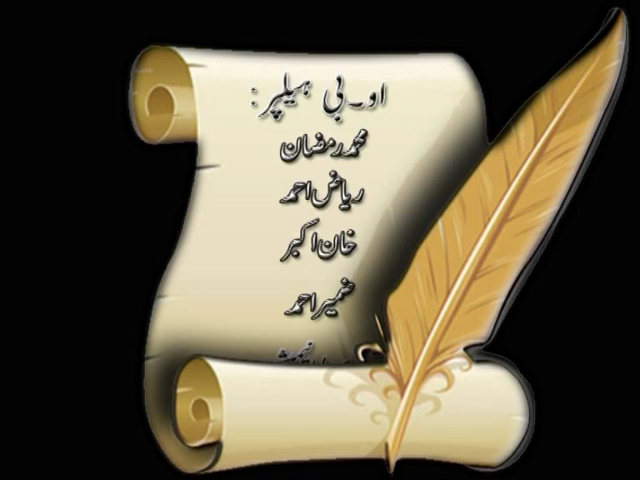 او۔بی ہیلپر:
محمد رمضان
ریاض احمد
خان اکبر
ضمیر احمد